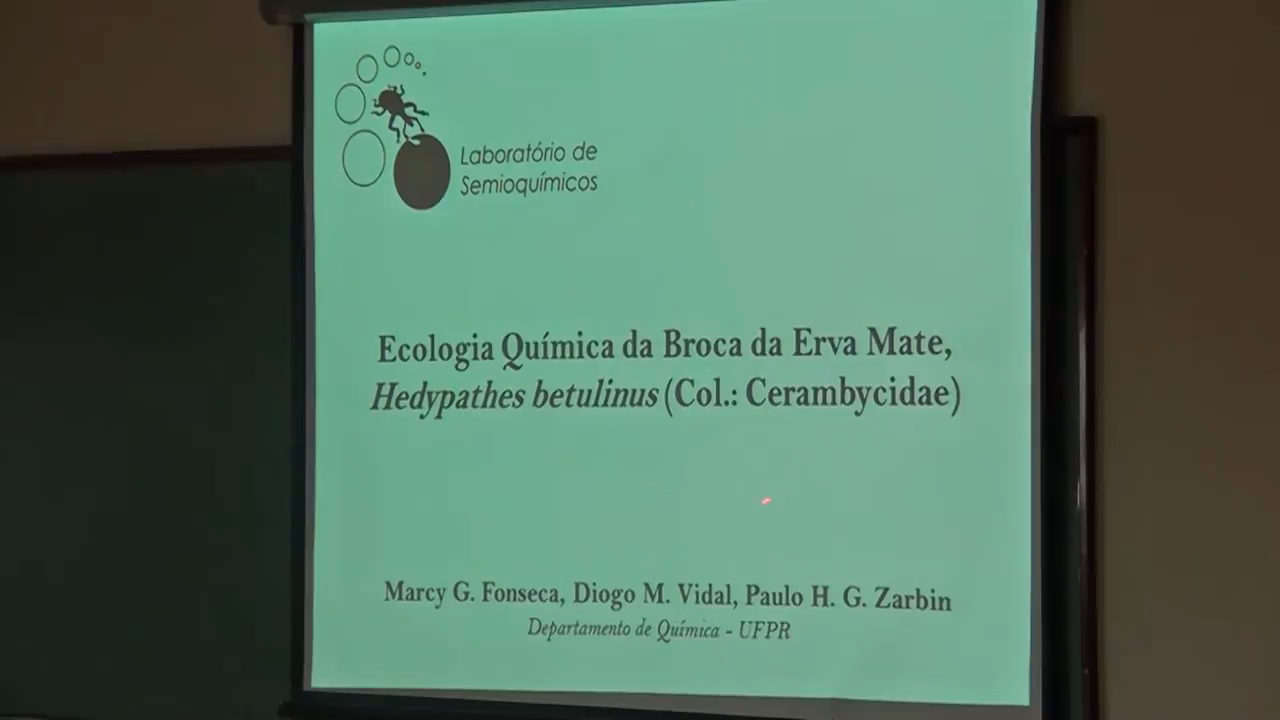 Laboratório de
Semioquímicos
Ecologia Química da Broca da Erva Mate,
Hedypathes betulinus (Col.: Cerambycidae)
Marcy G. Fonseca, Diogo M. Vidal, Paulo H. G. Zarbin
Departamento de Química - UFPR